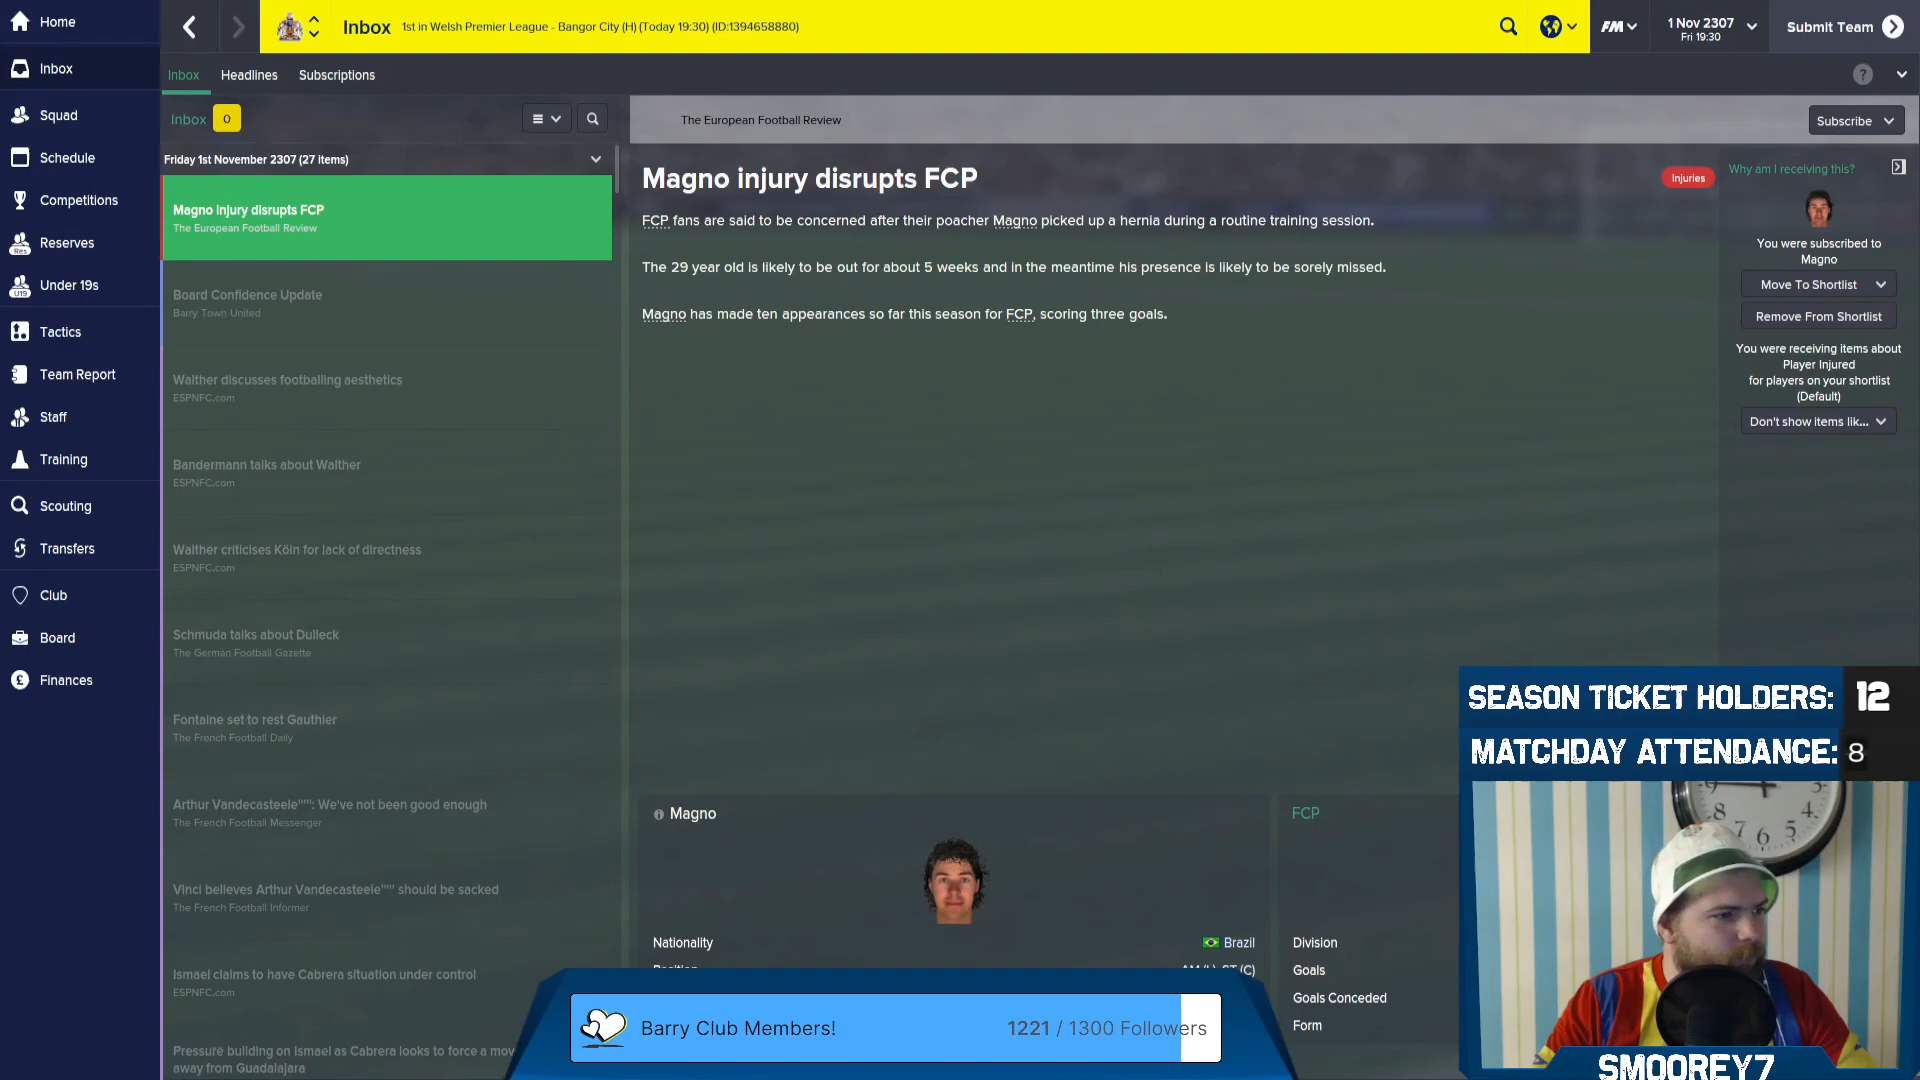 Home
Inbox
1st in Welsh Premier League - Bangor City (H) (Today 19:30) (ID:1394658880)
FM
1 Nov 2307
Fri 19:30
Submit Team
Inbox
Squad
Schedule
Competitions
Reserves
Res
Under 19s
U19
Tactics
Team Report
Staff
Training
Scouting
Transfers
Club
Board
Finances
Inbox
Headlines
Subscriptions
?
Inbox
0
Friday 1st November 2307 (27 items)
Magno injury disrupts FCP
The European Football Review
Board Confidence Update
Barry Town United
Walther discusses footballing aesthetics
ESPNFC.com
Bandermann talks about Walther
ESPNFC.com
Walther criticises Köln for lack of directness
ESPNFC.com
Schmuda talks about Dulleck
The German Football Gazette
Fontaine set to rest Gauthier
The French Football Daily
Arthur Vandecasteele"'": We've not been good enough
The French Football Messenger
Vinci believes Arthur Vandecasteele"'" should be sacked
The French Football Informer
Ismael claims to have Cabrera situation under control
ESPNFC.com
Pressure building on Ismael as Cabrera looks to force a mov
away from Guadalajara
The European Football Review
Subscribe
Magno injury disrupts FCP
Injuries
FCP fans are said to be concerned after their poacher Magno picked up a hernia during a routine training session.
The 29 year old is likely to be out for about 5 weeks and in the meantime his presence is likely to be sorely missed.
Magno has made ten appearances so far this season for FCP, scoring three goals.
Why am I receiving this?
You were subscribed to
Magno
Move To Shortlist
Remove From Shortlist
You were receiving items about
Player Injured
for players on your shortlist
(Default)
Don't show items lik...
Magno
Nationality
Brazil
FCP
Division
Goals
Goals Conceded
Form
SEASON TICKET HOLDERS: 12
MATCHDAY ATTENDANCE: 8
Barry Club Members!
1221 / 1300 Followers
SMOOREY7